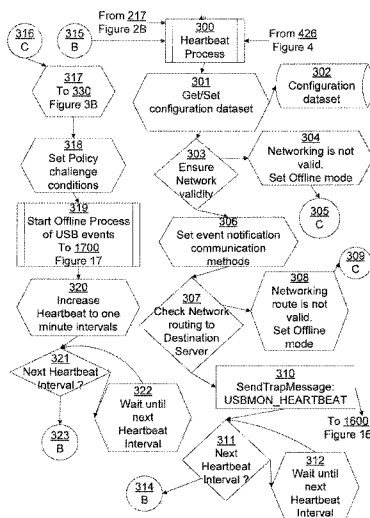 316
C
315
B
From 217
Figure 2B
300
Heartbeat
Process
From 426
Figure 4
317
To 330
Figure 3B
301
Get/Set
configuration dataset
302
Configuration
dataset
318
Set Policy
challenge
conditions
303
Ensure
Network
validity
304
Networking is not
valid.
Set Offline mode
305
C
319
Start Offline Process
of USB events
To 1700
Figure 17
306
Set event notification
communication
methods
309
C
320
Increase
Heartbeat to one
minute intervals
307
Check Network
routing to
Destination
Server
308
Networking
route is not
valid.
Set Offline
mode
321
Next Heartbeat
Interval ?
322
Wait until
next
Heartbeat
Interval
310
SendTrapMessage:
USBMON_HEARTBEAT
To 1600
Figure 16
323
B
311
Next
Heartbeat
Interval ?
312
Wait until
next
Heartbeat
Interval
314
B